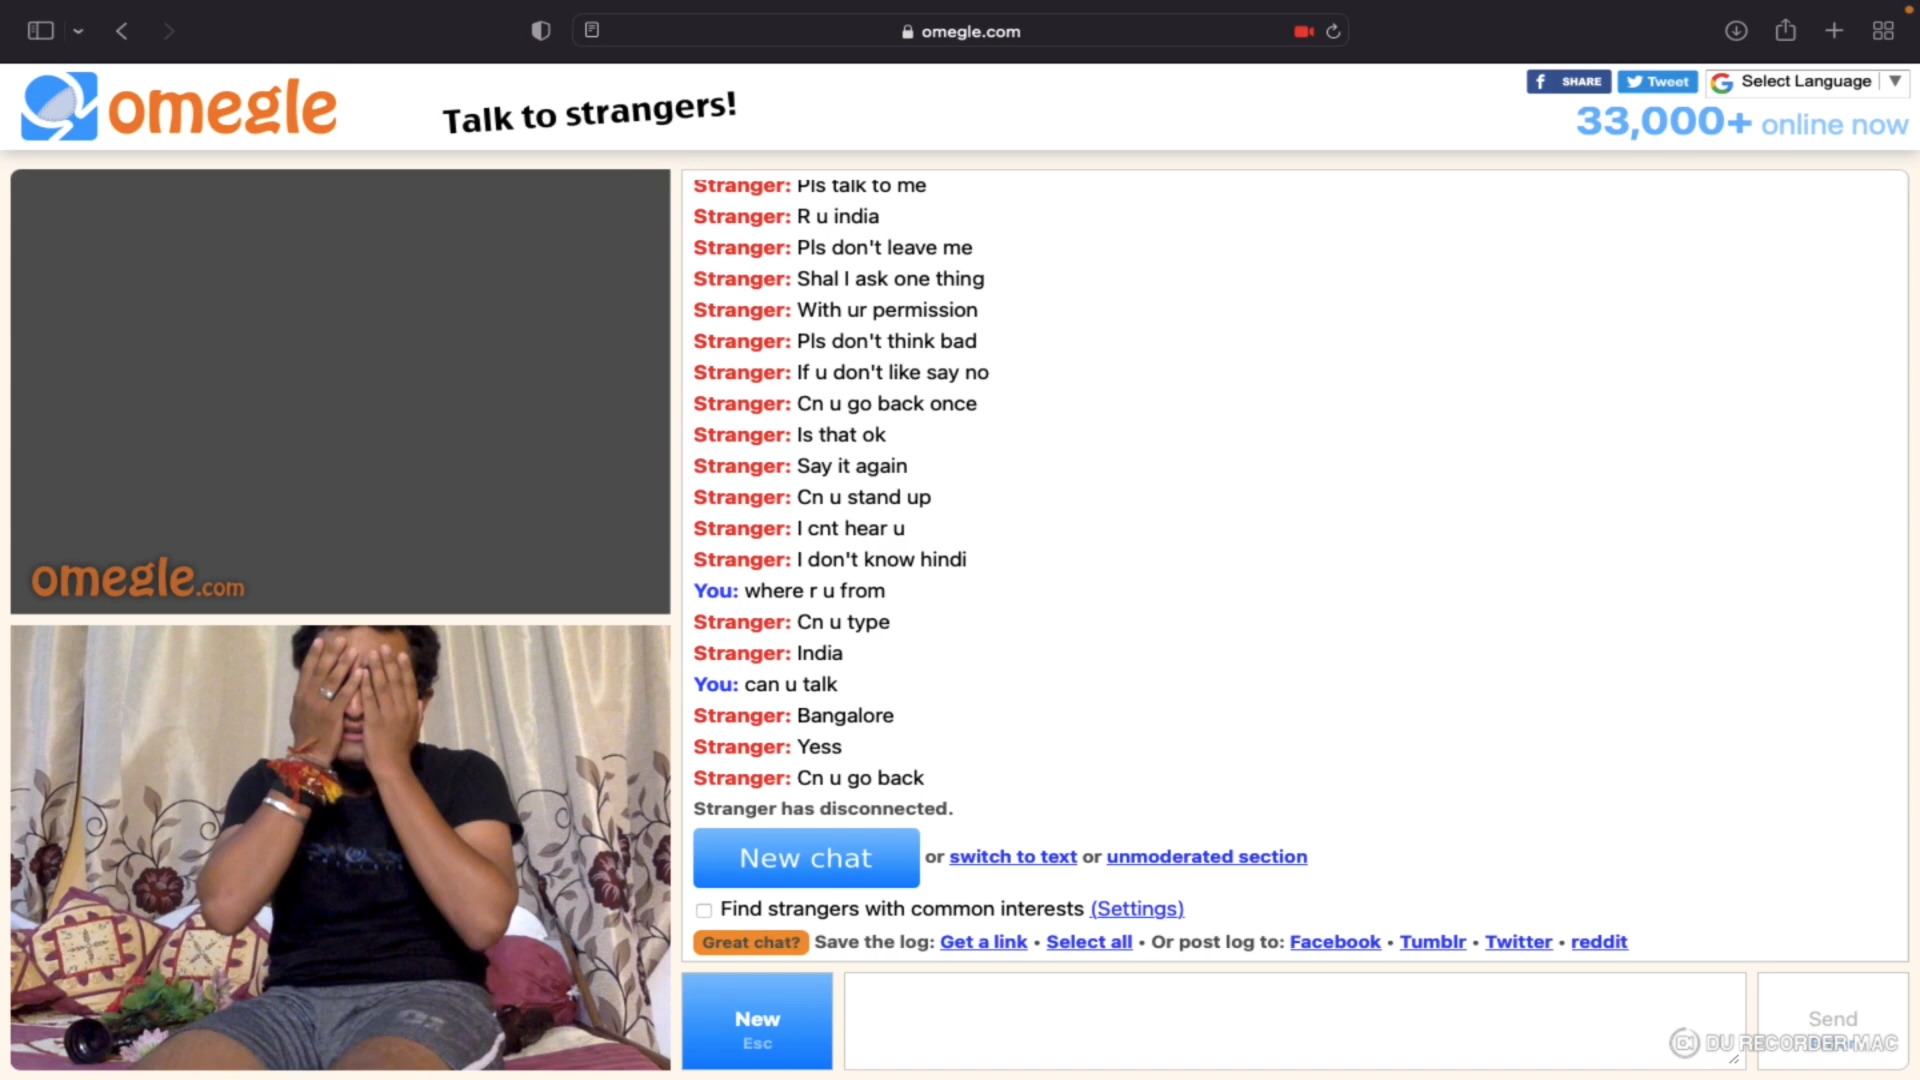 omegle.com
omegle
Talk to strangers!
f SHARE
Tweet
G Select Language ▼
33,000+ online now
omegle.com
Stranger: Pls talk to me
Stranger: R u india
Stranger: Pls don't leave me
Stranger: Shal I ask one thing
Stranger: With ur permission
Stranger: Pls don't think bad
Stranger: If u don't like say no
Stranger: Cn u go back once
Stranger: Is that ok
Stranger: Say it again
Stranger: Cn u stand up
Stranger: I cnt hear u
Stranger: I don't know hindi
You: where r u from
Stranger: Cn u type
Stranger: India
You: can u talk
Stranger: Bangalore
Stranger: Yess
Stranger: Cn u go back
Stranger has disconnected.
New chat or switch to text or unmoderated section
Find strangers with common interests (Settings)
Great chat? Save the log: Get a link • Select all • Or post log to: Facebook • Tumblr • Twitter • reddit
New
Esc
Send
DU RECORDER MAC